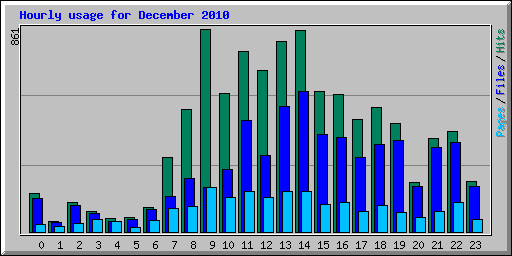 Hourly usage for December 2010
861
Pages/Files/Hits
0 1 2 3 4 5 6 7 8 9 10 11 12 13 14 15 16 17 18 19 20 21 22 23